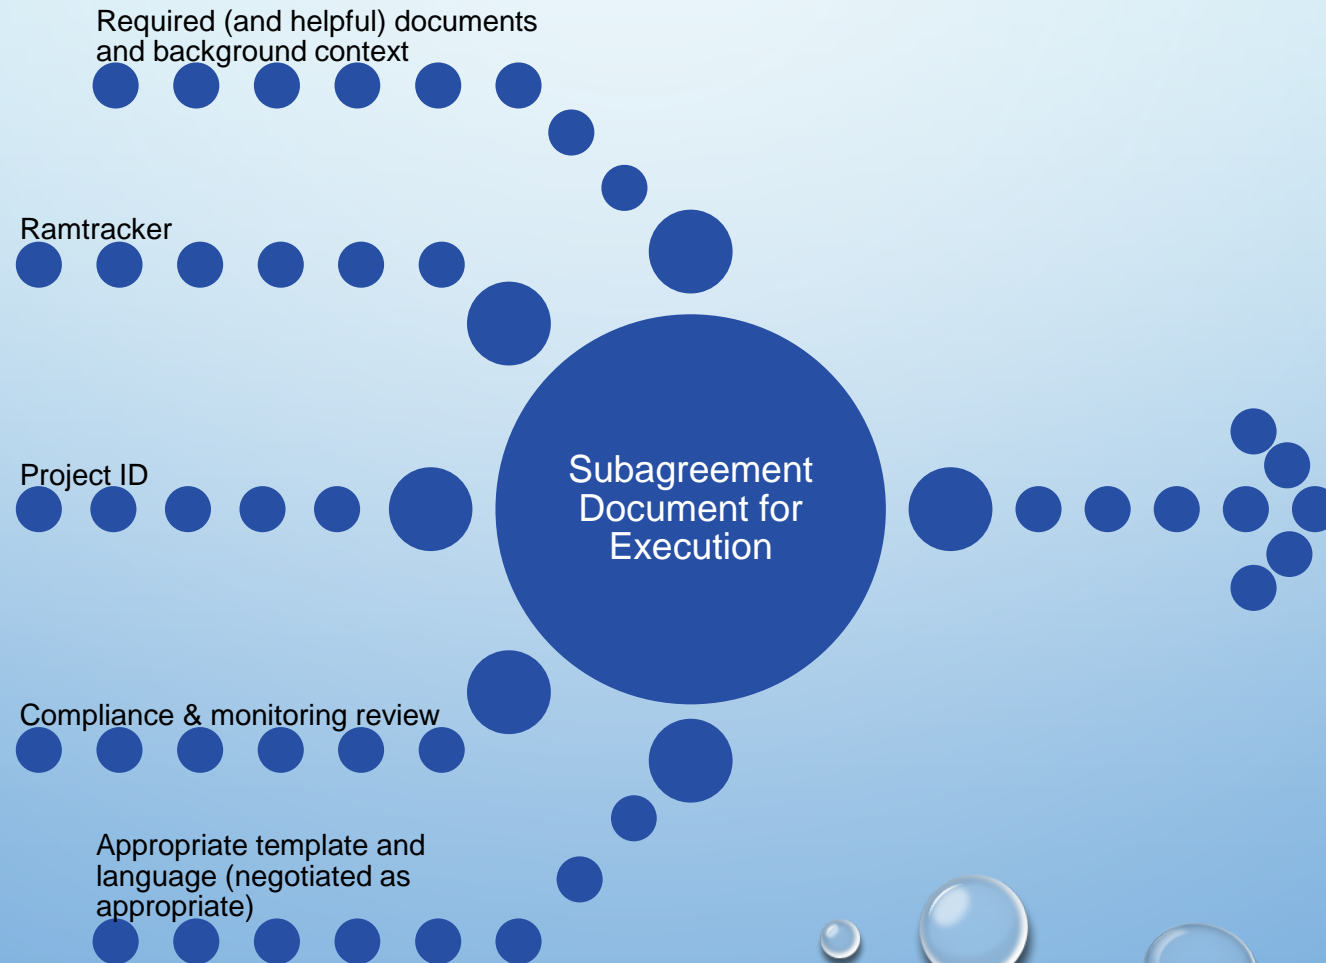 Required (and helpful) documents
and background context
Ramtracker
Project ID
Subagreement
Document for
Execution
Compliance & monitoring review
Appropriate template and
language (negotiated as
appropriate)